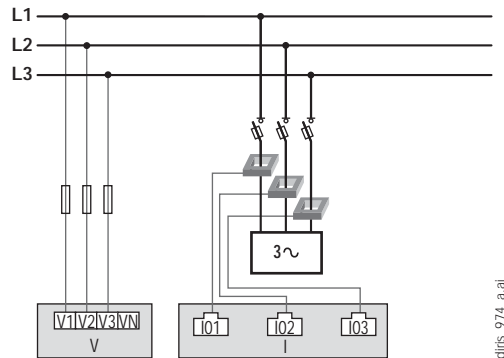 L1
L2
L3
3∿
V1 V2 V3 VN
V
I01 I02 I03
I
diris_974_a.ai